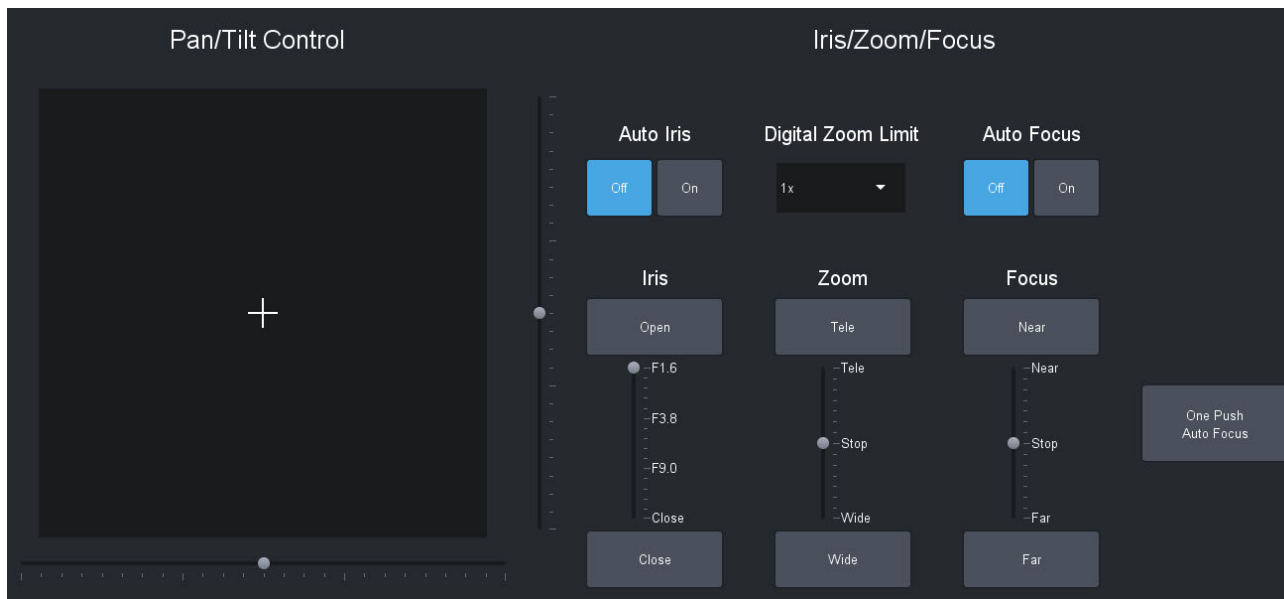 Pan/Tilt Control
Iris/Zoom/Focus
Auto Iris
Digital Zoom Limit
Auto Focus
Off
On
1x
Off
On
Iris
Zoom
Focus
Open
Tele
Near
F1.6
F3.8
F9.0
Close
Tele
Stop
Wide
Near
Stop
Far
One Push
Auto Focus
Close
Wide
Far